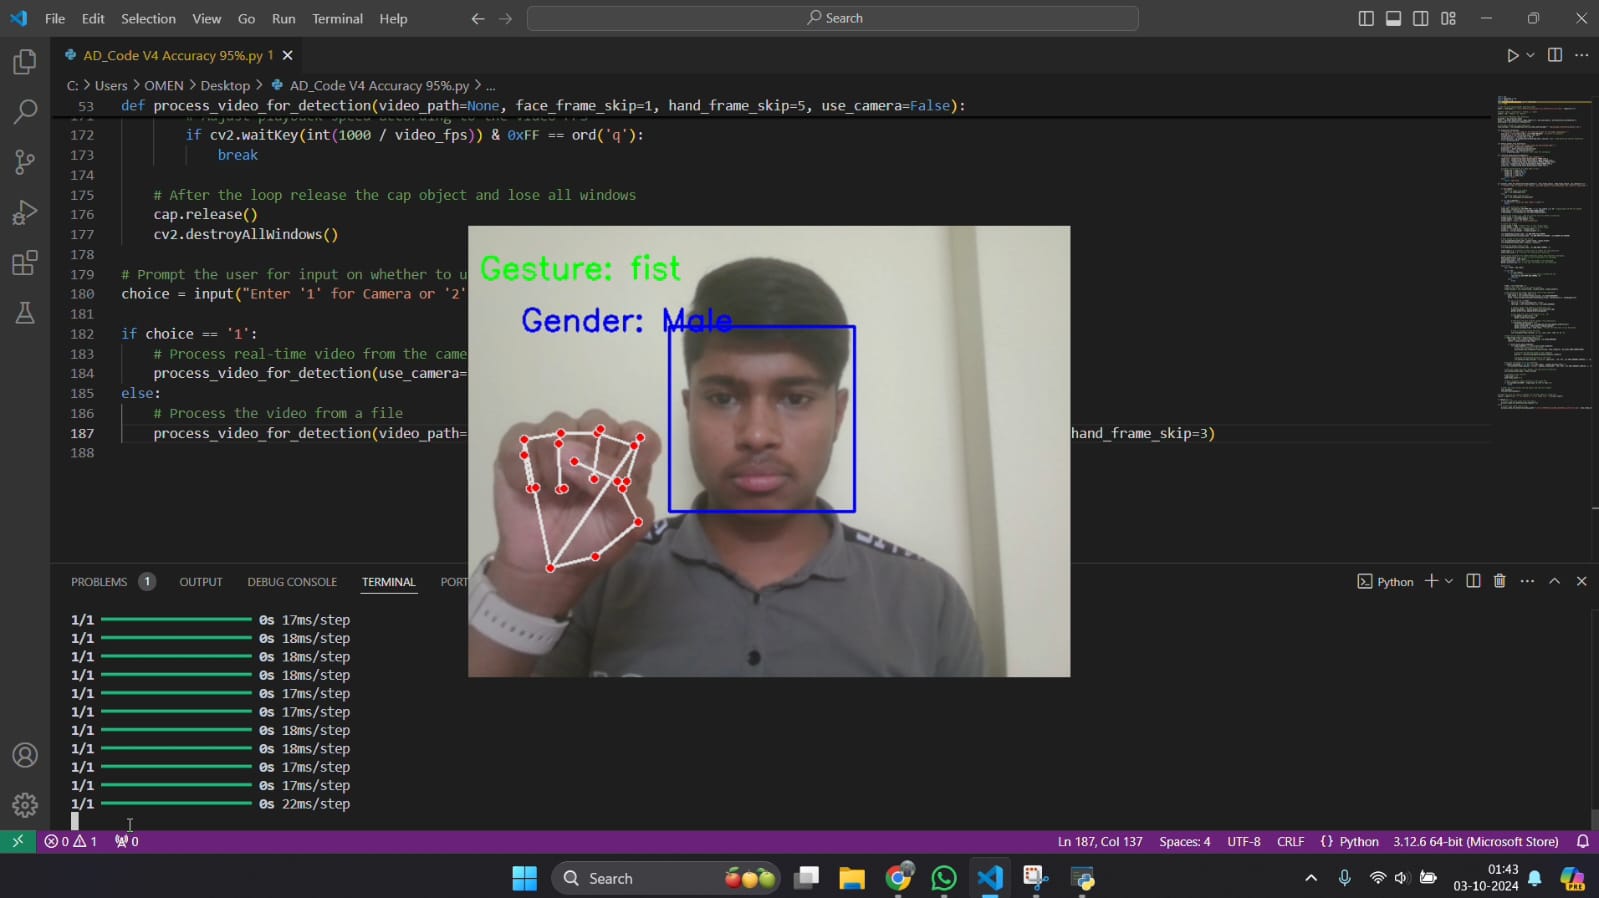 File Edit Selection View Go Run Terminal Help
Search
AD_Code V4 Accuracy 95%.py 1
C: > Users > OMEN > Desktop > AD_Code V4 Accuracy 95%.py > ...
53 def process_video_for_detection(video_path=None, face_frame_skip=1, hand_frame_skip=5, use_camera=False):
171 # Adjust playback speed according to the video FPS
172 if cv2.waitKey(int(1000 / video_fps)) & 0xFF == ord('q'):
173 break
174
175 # After the loop release the cap object and lose all windows
176 cap.release()
177 cv2.destroyAllWindows()
178
179 # Prompt the user for input on whether to u
180 choice = input("Enter '1' for Camera or '2'
181
182 if choice == '1':
183 # Process real-time video from the came
184 process_video_for_detection(use_camera=
185 else:
186 # Process the video from a file
187 process_video_for_detection(video_path= hand_frame_skip=3)
188
Gesture: fist
Gender: Male
PROBLEMS 1 OUTPUT DEBUG CONSOLE TERMINAL PORT
Python
1/1 0s 17ms/step
1/1 0s 18ms/step
1/1 0s 18ms/step
1/1 0s 18ms/step
1/1 0s 17ms/step
1/1 0s 17ms/step
1/1 0s 18ms/step
1/1 0s 18ms/step
1/1 0s 17ms/step
1/1 0s 17ms/step
1/1 0s 22ms/step
0 1 0 Ln 187, Col 137 Spaces: 4 UTF-8 CRLF {} Python 3.12.6 64-bit (Microsoft Store)
Search
01:43
03-10-2024
PRE